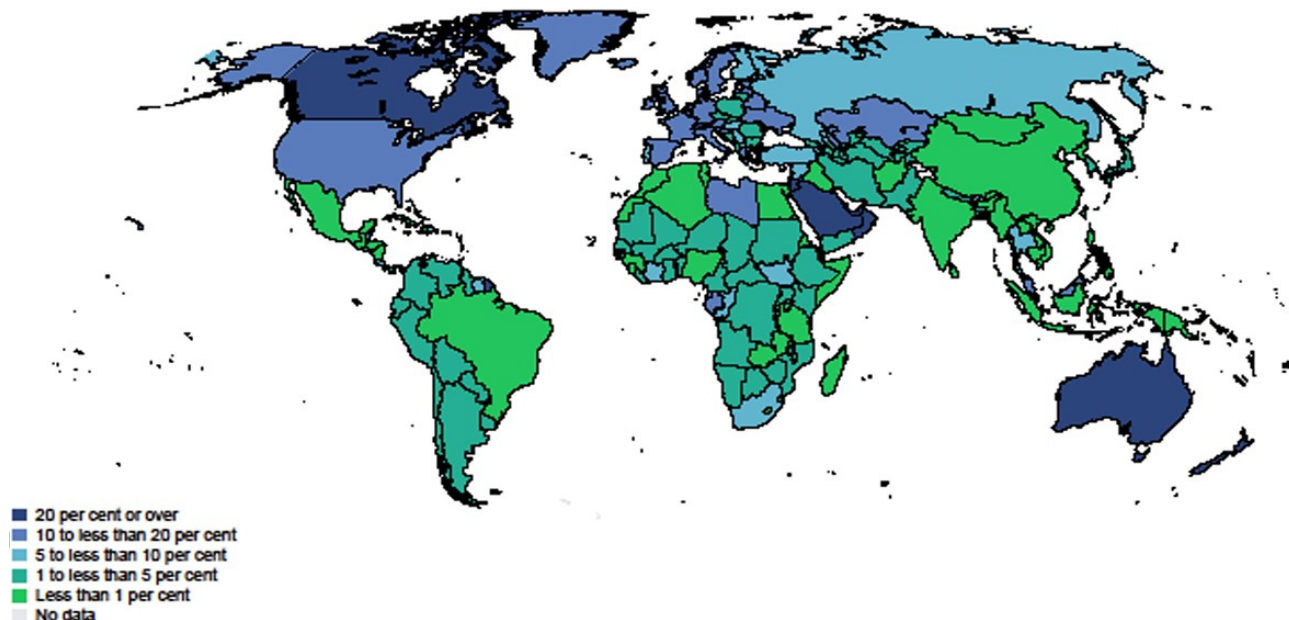 20 per cent or over
10 to less than 20 per cent
5 to less than 10 per cent
1 to less than 5 per cent
Less than 1 per cent
No data